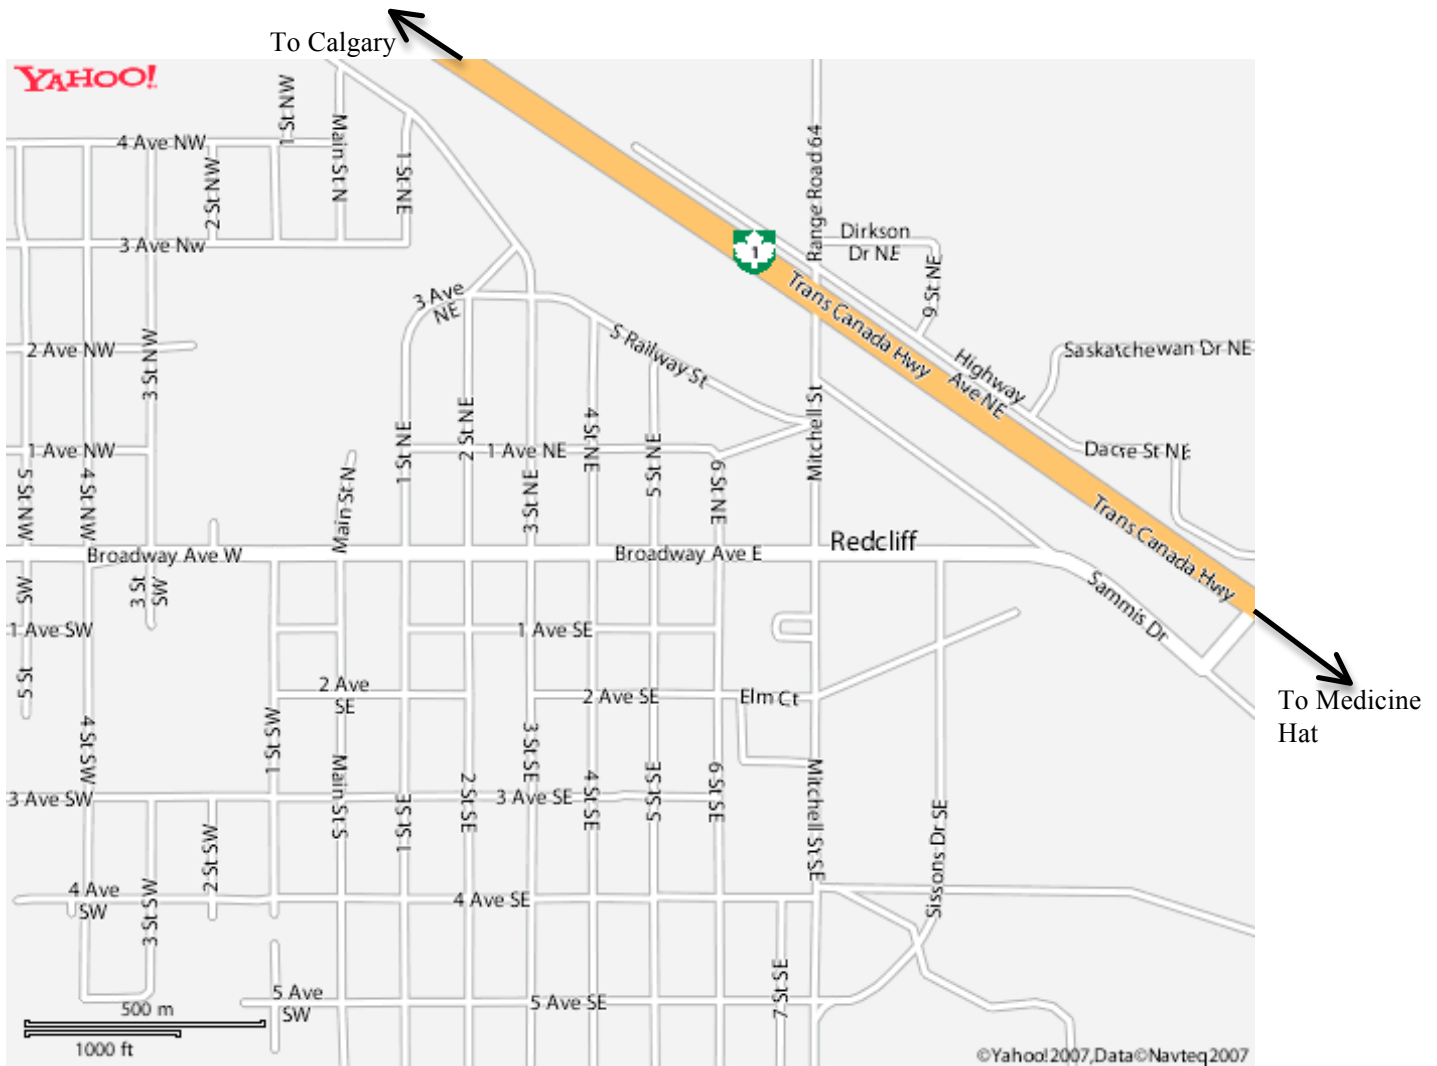 To Calgary
YAHOO!
1 St NW
4 Ave NW
Main St N
1 St NE
2 St NW
Range Road 64
3 Ave Nw
Dirkson
Dr NE
1
9 St NE
3 Ave
NE
Trans Canada Hwy
S Railway St
2 Ave NW
3 St NW
Highway
Ave NE
Saskatchewan Dr NE
Mitchell St
1 Ave NW
1 St NE
2 St NE
1 Ave NE
4 St NE
5 St NE
6 St NE
Dacre St NE
5 St NW
4 St NW
Main St N
3 St NE
Trans Canada Hwy
Broadway Ave W
Broadway Ave E
Redcliff
SW
3 St
SW
Sammis Dr
1 Ave SW
1 Ave SE
5 St
2 Ave
SE
2 Ave SE
Elm Ct
To Medicine
Hat
4 St SW
1 St SW
3 St SE
Main St S
1 St SE
2 St SE
3 Ave SW
3 Ave SE
4 St SE
5 St SE
6 St SE
Mitchell St SE
Sissons Dr SE
2 St SW
4 Ave
SW
3 St SW
4 Ave SE
7 St SE
5 Ave
SW
5 Ave SE
500 m
1000 ft
©Yahoo!2007,Data©Navteq2007